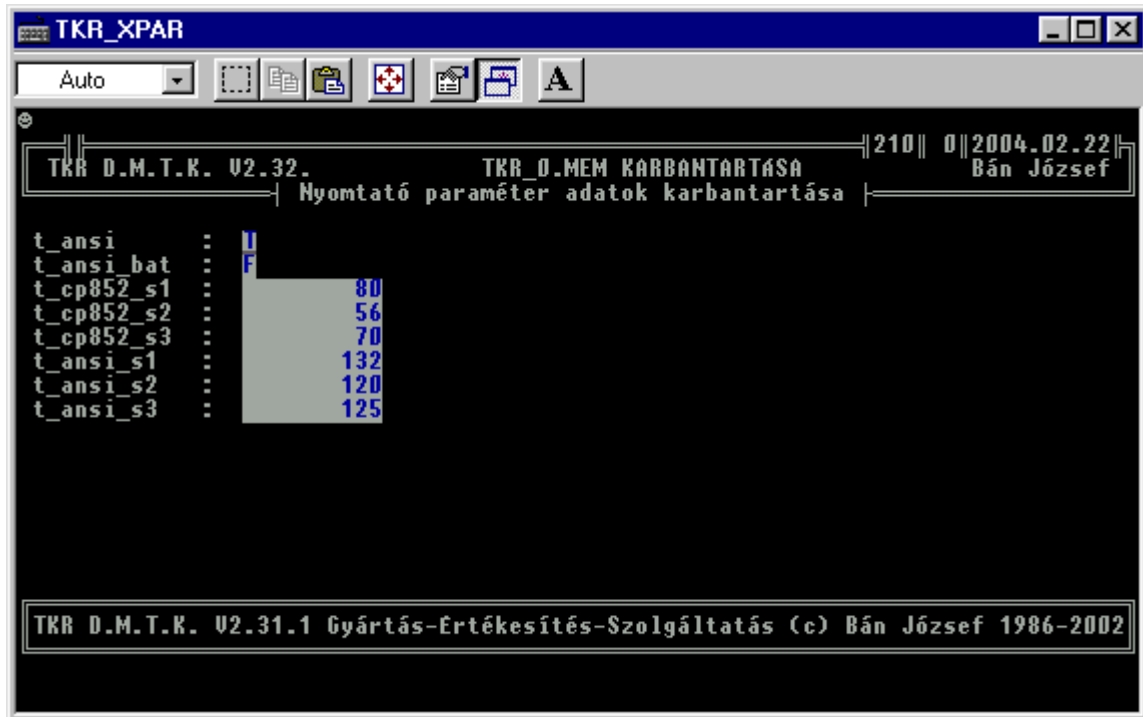 TKR_XPAR
Auto
A
210 0 2004.02.22
TKR D.M.T.K. V2.32. TKR_0.MEM KARBANTARTÁSA Bán József
Nyomtató paraméter adatok karbantartása
t_ansi : T
t_ansi_bat : F
t_cp852_s1 : 80
t_cp852_s2 : 56
t_cp852_s3 : 70
t_ansi_s1 : 132
t_ansi_s2 : 120
t_ansi_s3 : 125
TKR D.M.T.K. V2.31.1 Gyártás-Értékesítés-Szolgáltatás (c) Bán József 1986-2002